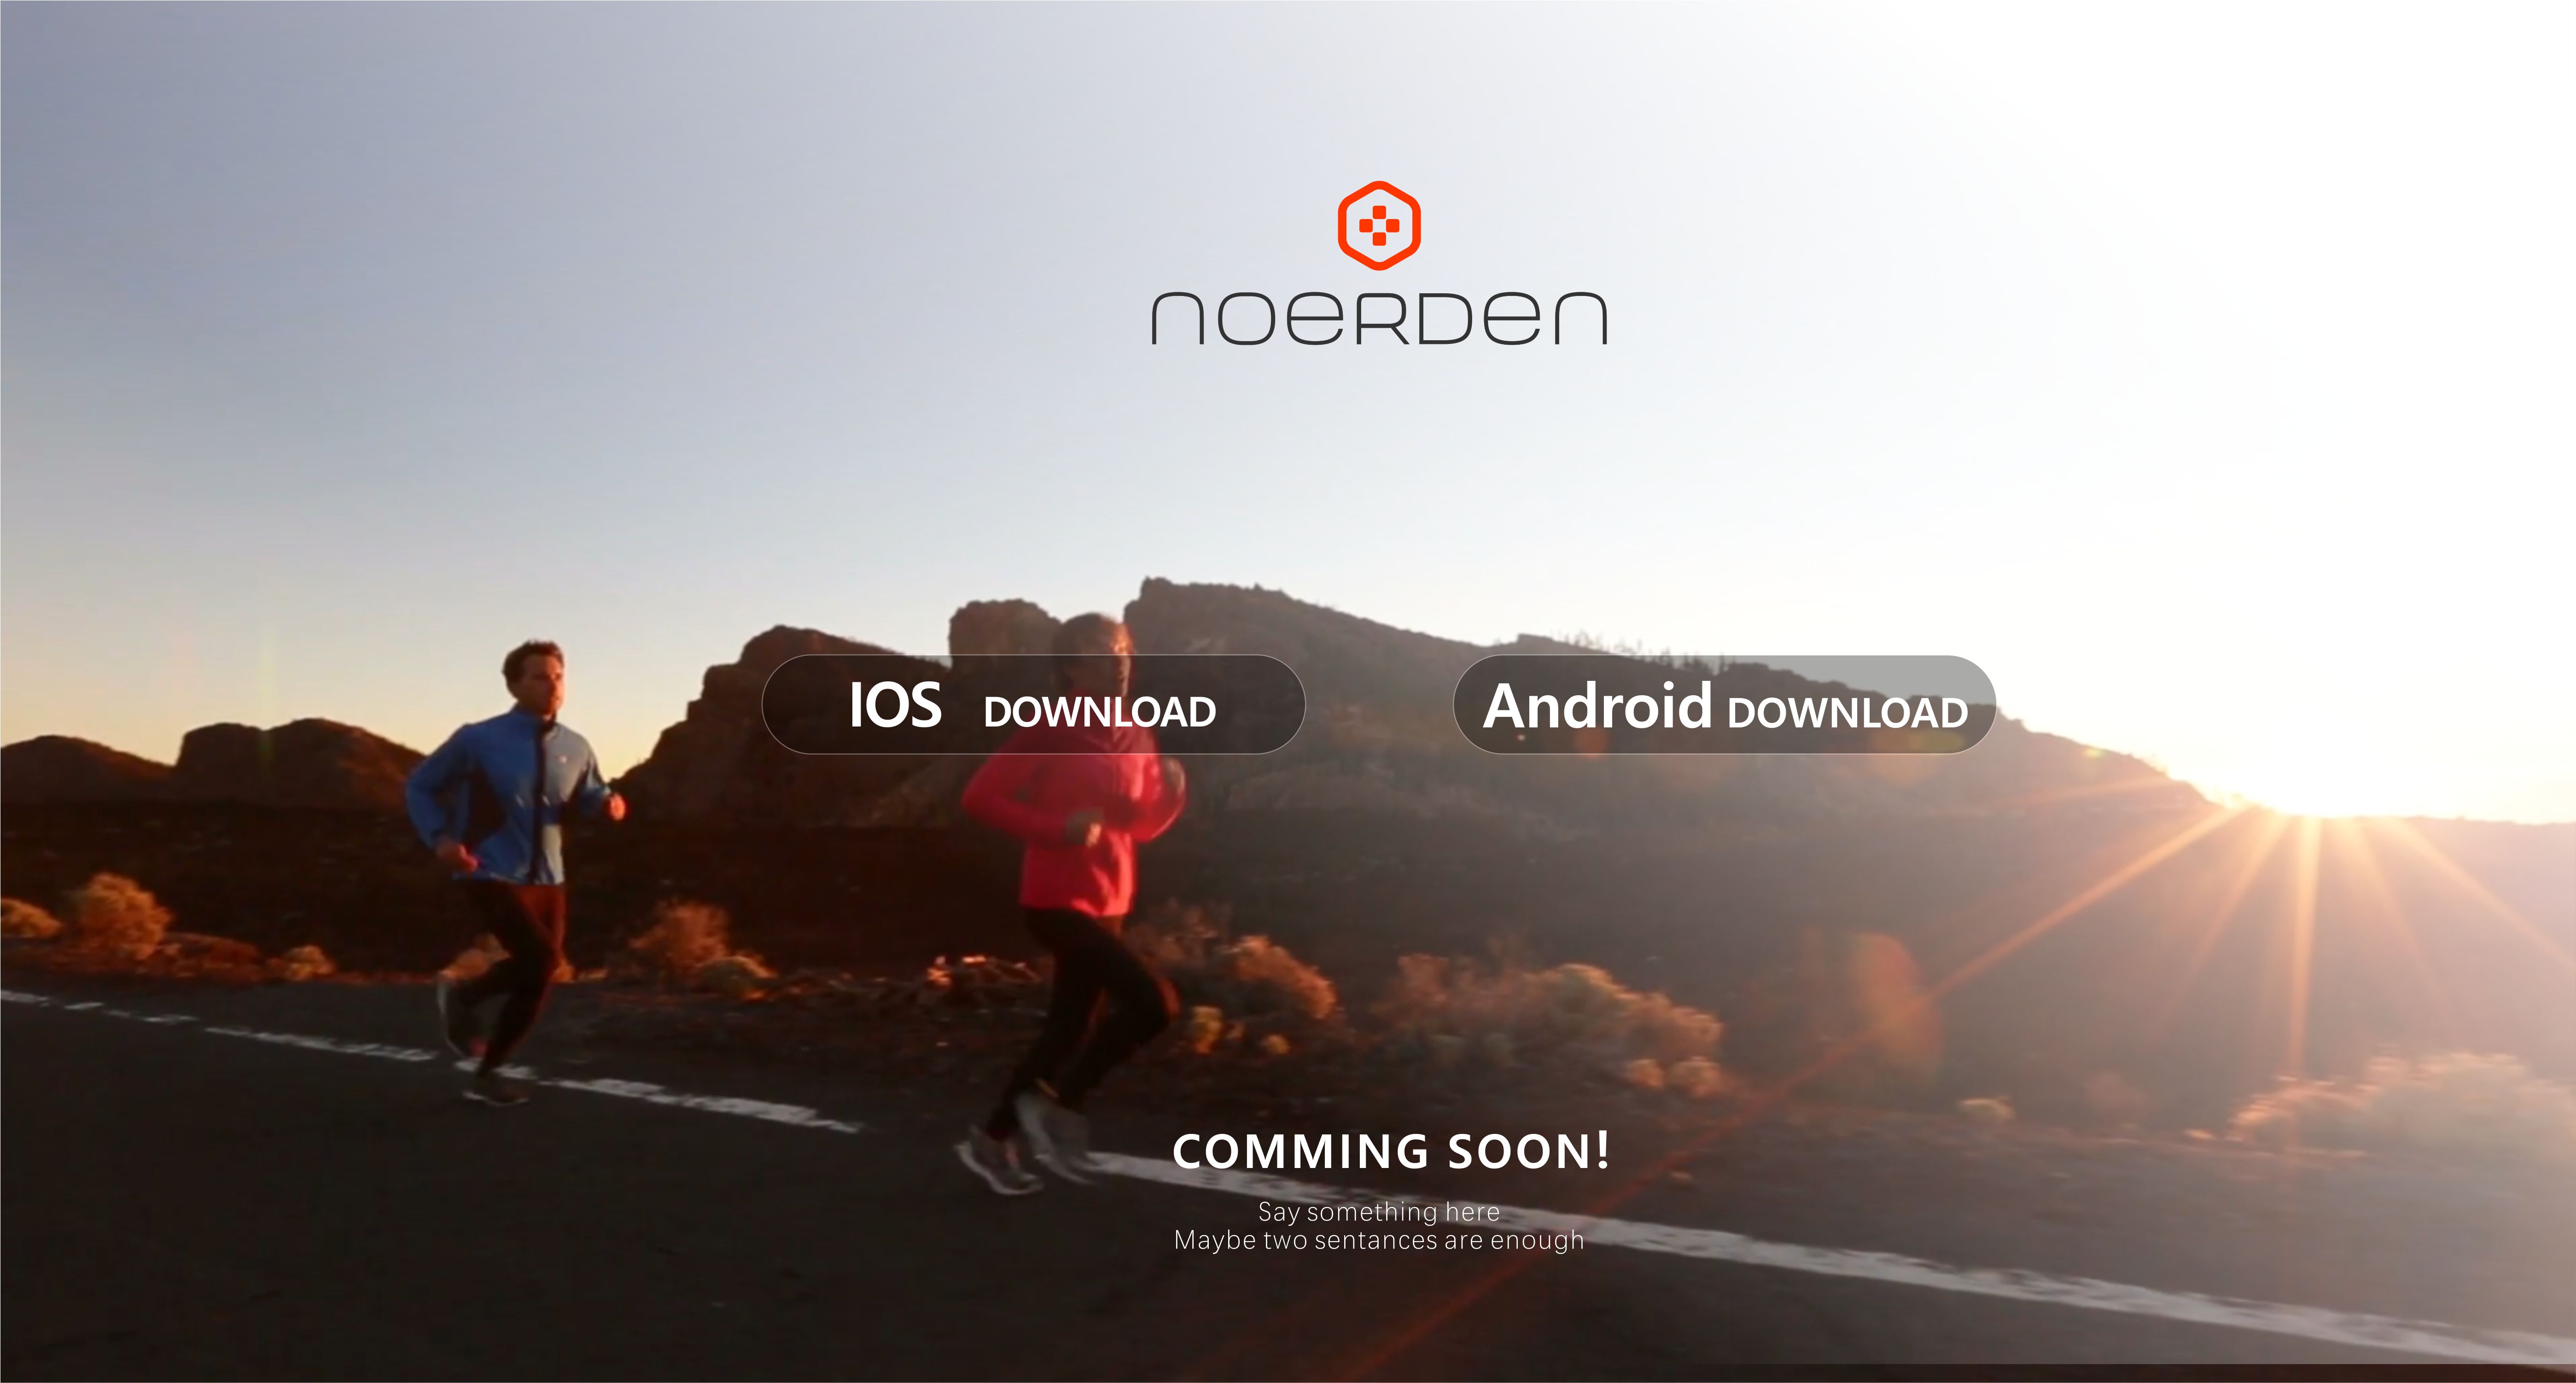 noerden
IOS DOWNLOAD
Android DOWNLOAD
COMMING SOON!
Say something here
Maybe two sentances are enough